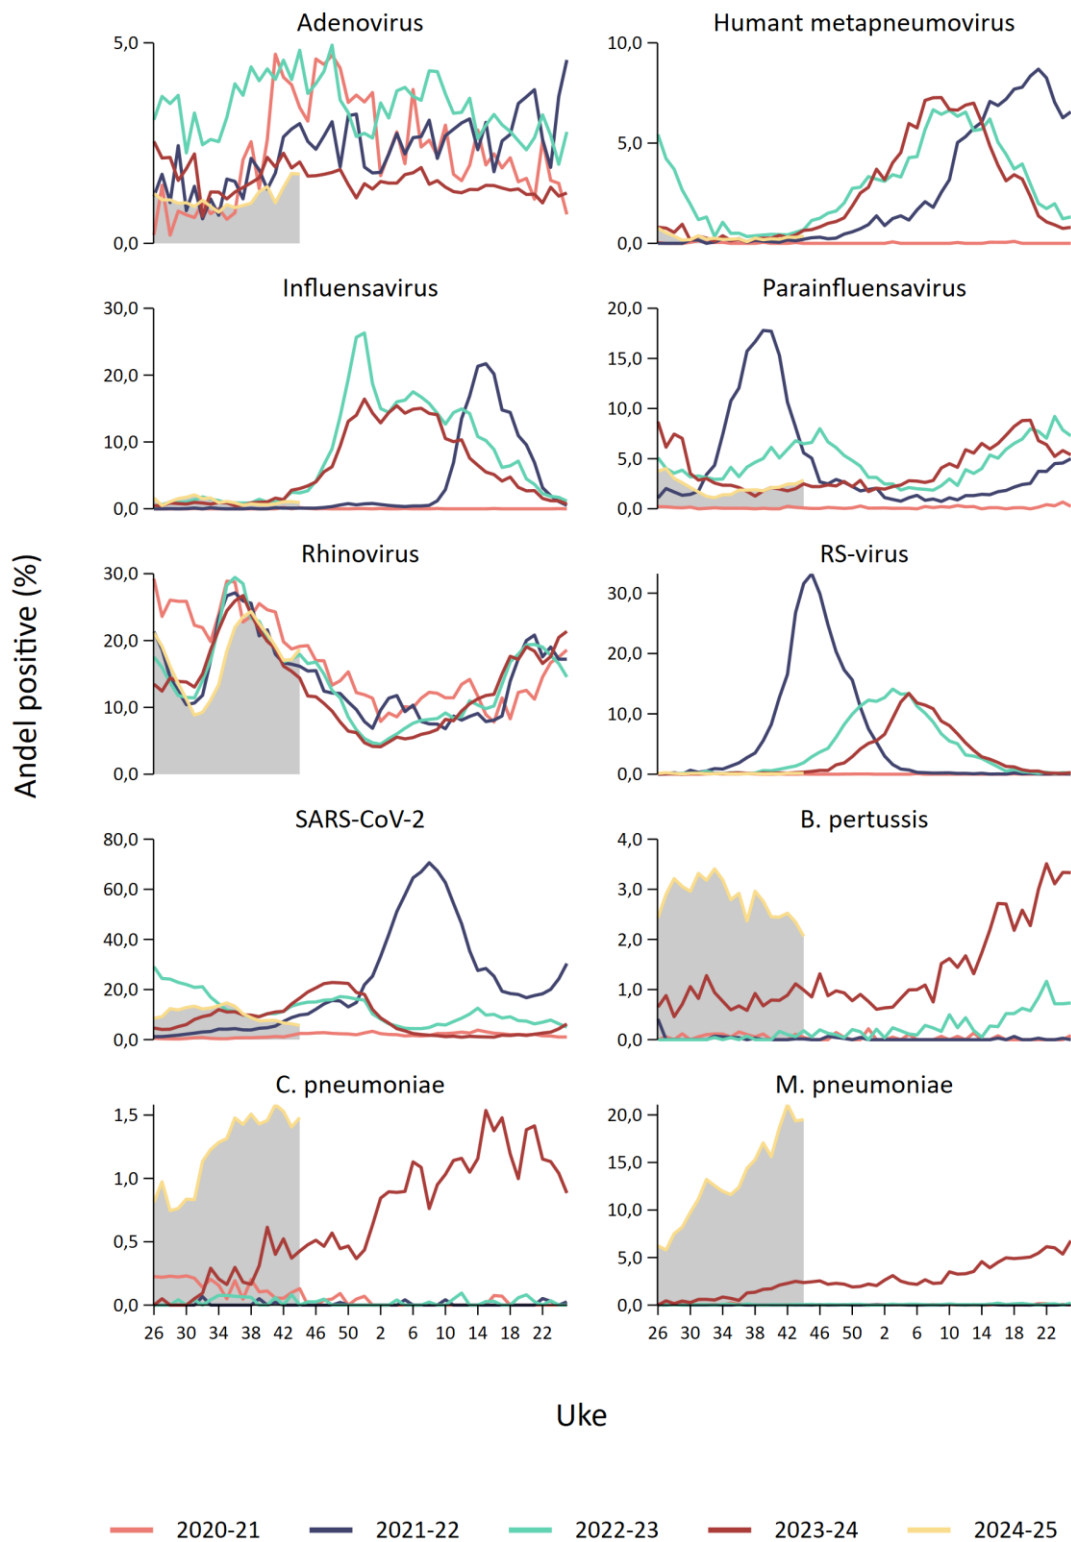 Adenovirus
Humant metapneumovirus
5,0
0,0
10,0
5,0
0,0
Influensavirus
Parainfluensavirus
30,0
20,0
10,0
0,0
20,0
15,0
10,0
5,0
0,0
Rhinovirus
RS-virus
30,0
20,0
10,0
0,0
30,0
20,0
10,0
0,0
Andel positive (%)
SARS-CoV-2
B. pertussis
80,0
60,0
40,0
20,0
0,0
4,0
3,0
2,0
1,0
0,0
C. pneumoniae
M. pneumoniae
1,5
1,0
0,5
0,0
20,0
15,0
10,0
5,0
0,0
26 30 34 38 42 46 50 2 6 10 14 18 22
26 30 34 38 42 46 50 2 6 10 14 18 22
Uke
2020-21 2021-22 2022-23 2023-24 2024-25